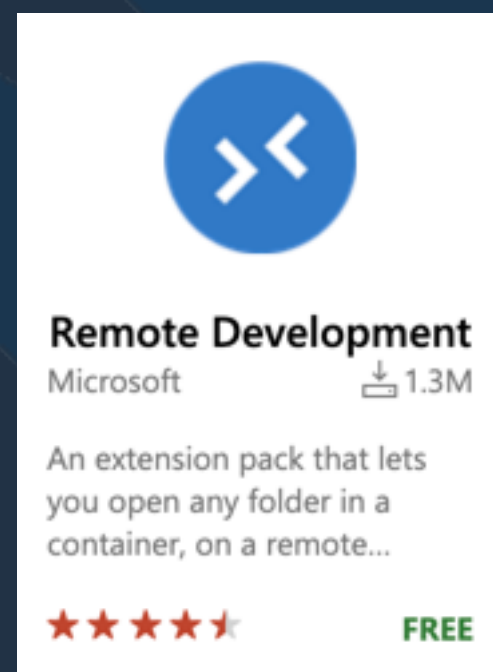 Remote Development
Microsoft 1.3M
An extension pack that lets
you open any folder in a
container, on a remote...
FREE